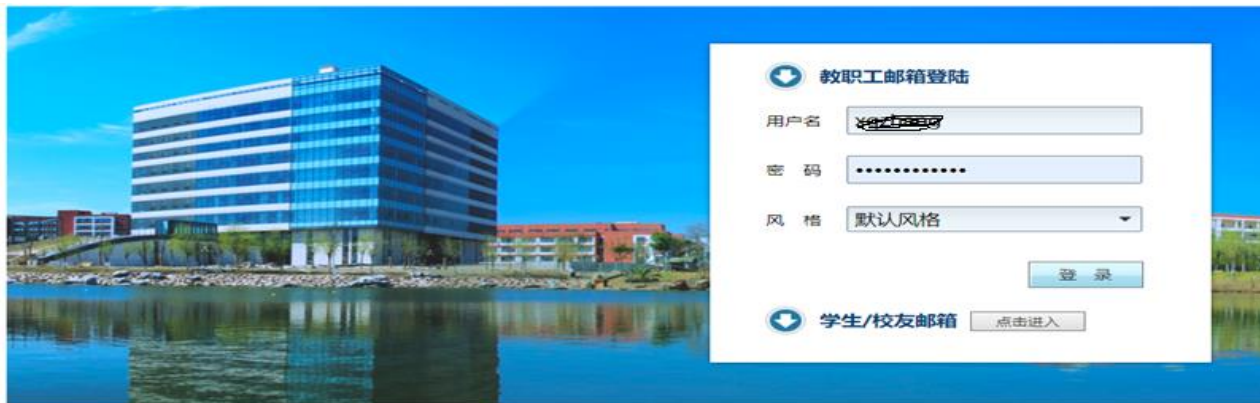 教职工邮箱登陆
用户名
密 码 ••••••••••••
风 格 默认风格
登 录
学生/校友邮箱 点击进入